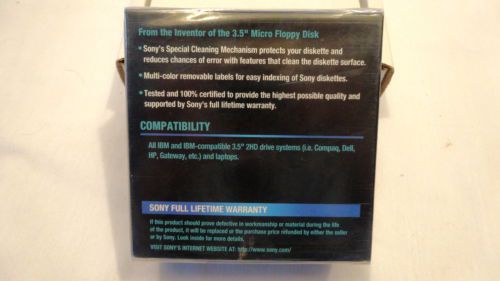 From the Inventor of the 3.5" Micro Floppy Disk
• Sony's Special Cleaning Mechanism protects your diskette and
reduces chances of error with features that clean the diskette surface.
• Multi-color removable labels for easy indexing of Sony diskettes.
• Tested and 100% certified to provide the highest possible quality and
supported by Sony's full lifetime warranty.
COMPATIBILITY
All IBM and IBM-compatible 3.5" 2HD drive systems (i.e. Compaq, Dell,
HP, Gateway, etc.) and laptops.
SONY FULL LIFETIME WARRANTY
If this product should prove defective in workmanship or material during the life
of the product, it will be replaced or the purchase price refunded by either the seller
or by Sony. Look inside for more details.
VISIT SONY'S INTERNET WEBSITE AT: http://www.sony.com/